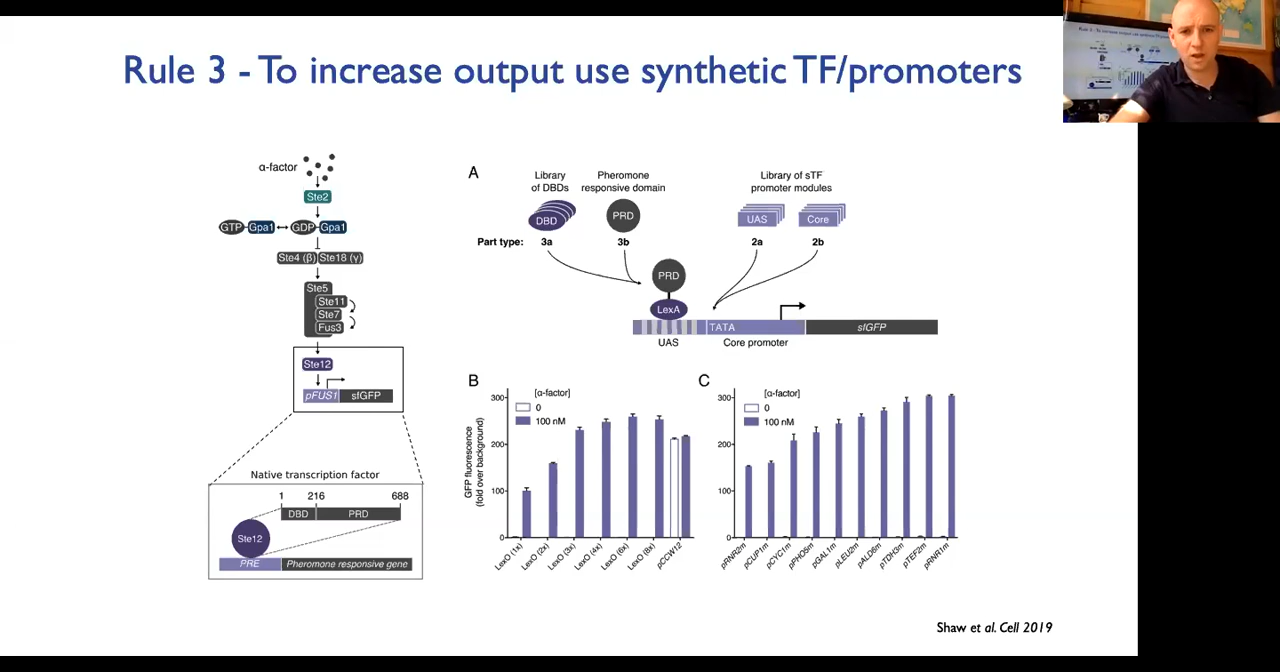 Rule 3 - To increase output use synthetic TF/promoters
α-factor
Ste2
GTP Gpa1 GDP Gpa1
Ste4 (β) Ste18 (γ)
Ste5
Ste11
Ste7
Fus3
Ste12
pFUS1 sfGFP
Native transcription factor
1 216 688
DBD PRD
Ste12
PRE Pheromone responsive gene
A
Library of DBDs
Pheromone responsive domain
Library of sTF promoter modules
DBD PRD UAS Core
Part type: 3a 3b 2a 2b
PRD
LexA
TATA sfGFP
UAS Core promoter
B
[α-factor]
0
100 nM
GFP fluorescence
(fold over background)
300
200
100
0
LexO (1x) LexO (2x) LexO (3x) LexO (4x) LexO (6x) LexO (8x) pCCW12
C
[α-factor]
0
100 nM
300
200
100
0
pRNR2m pCUP1m pCYC1m pPHO5m pGAL1m pLEU2m pALD6m pTDH3m pTEF2m pRNR1m
Shaw et al. Cell 2019